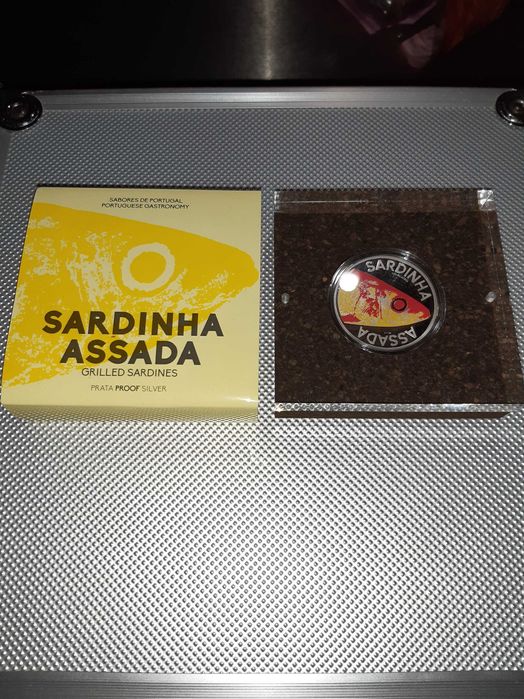 SABORES DE PORTUGAL
PORTUGUESE GASTRONOMY
SARDINHA
ASSADA
GRILLED SARDINES
PRATA PROOF SILVER
SARDINHA
ASSADA